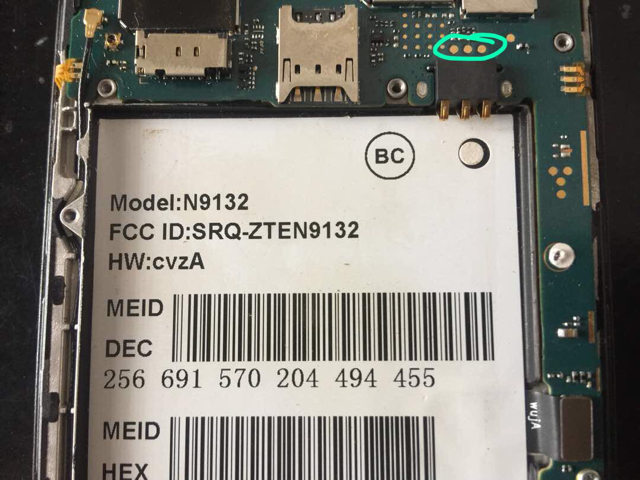 BC
Model:N9132
FCC ID:SRQ-ZTEN9132
HW:cvzA
MEID
DEC
256 691 570 204 494 455
wujA
MEID
HEX